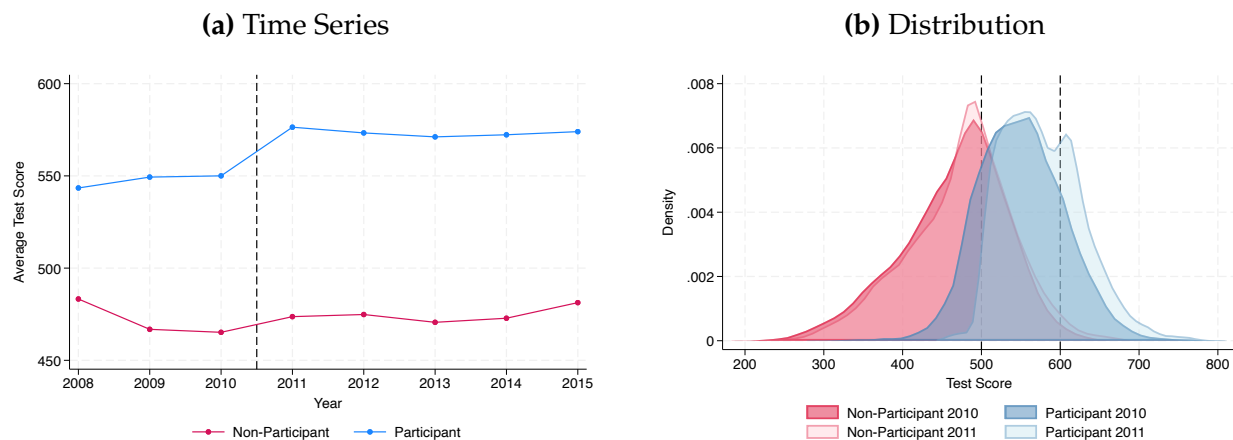 (a) Time Series
600
550
500
450
Average Test Score
2008 2009 2010 2011 2012 2013 2014 2015
Year
Non-Participant Participant
(b) Distribution
.008
.006
.004
.002
0
Density
200 300 400 500 600 700 800
Test Score
Non-Participant 2010 Participant 2010
Non-Participant 2011 Participant 2011